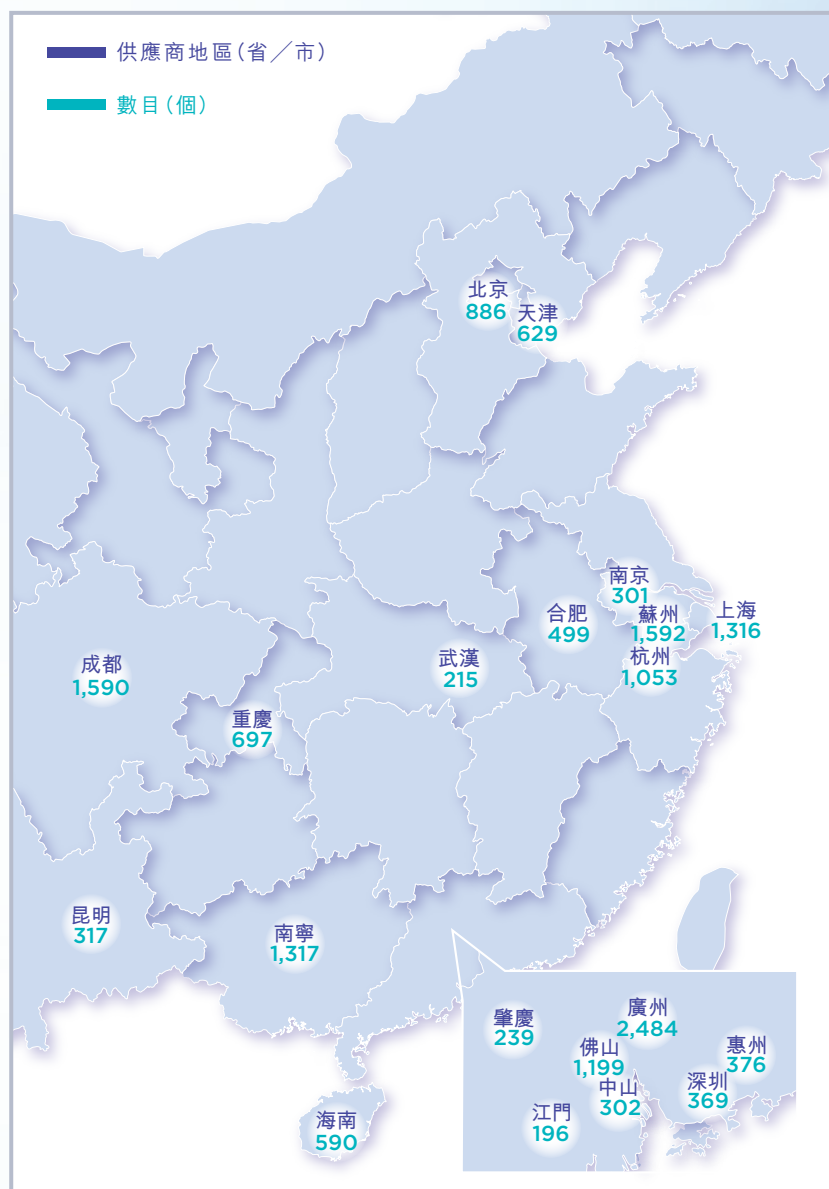 供應商地區(省／市)
數目(個)
北京
886
天津
629
南京
301
蘇州
1,592
上海
1,316
合肥
499
杭州
1,053
武漢
215
成都
1,590
重慶
697
昆明
317
南寧
1,317
海南
590
肇慶
239
廣州
2,484
佛山
1,199
惠州
376
深圳
369
中山
302
江門
196